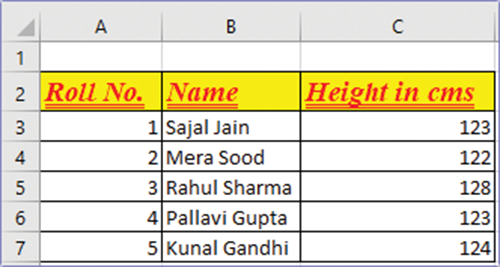 A B C
1
2 Roll No. Name Height in cms
3 1 Sajal Jain 123
4 2 Mera Sood 122
5 3 Rahul Sharma 128
6 4 Pallavi Gupta 123
7 5 Kunal Gandhi 124